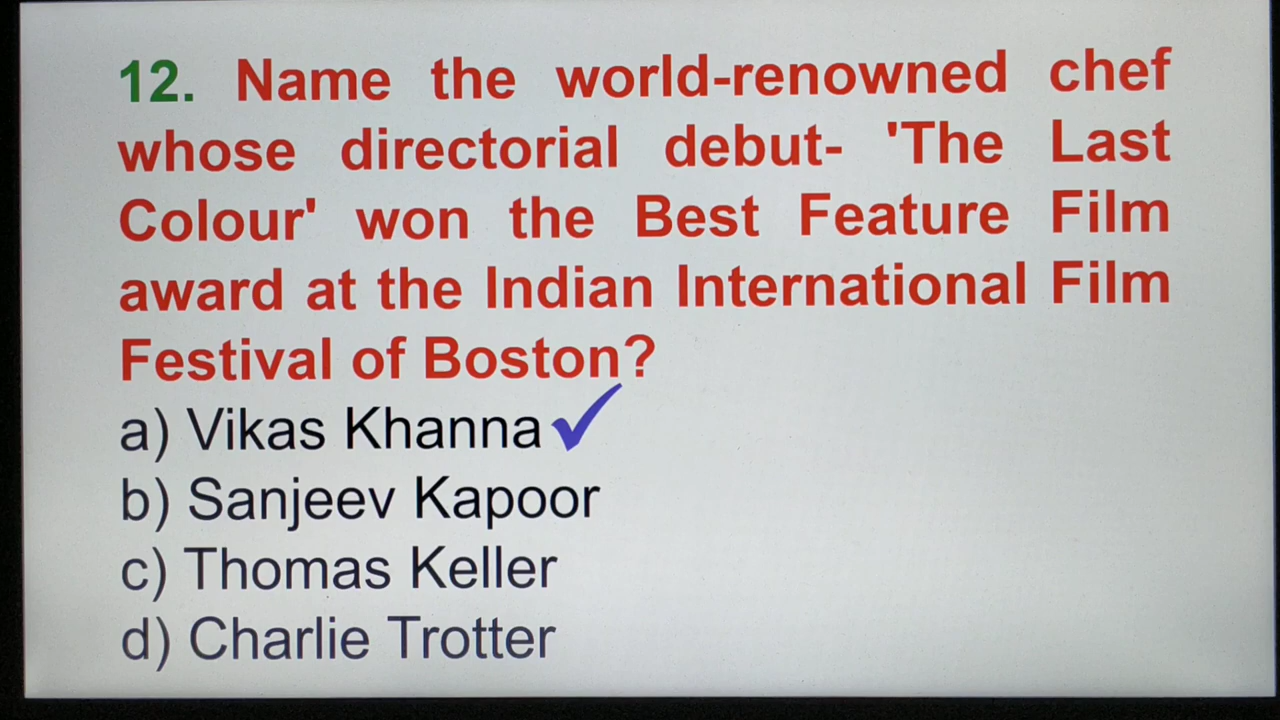 12. Name the world-renowned chef
whose directorial debut- 'The Last
Colour' won the Best Feature Film
award at the Indian International Film
Festival of Boston?
a) Vikas Khanna
b) Sanjeev Kapoor
c) Thomas Keller
d) Charlie Trotter